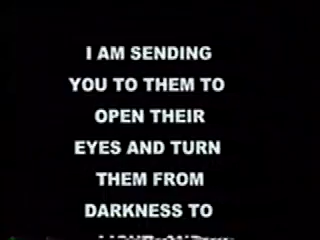 I AM SENDING
YOU TO THEM TO
OPEN THEIR
EYES AND TURN
THEM FROM
DARKNESS TO